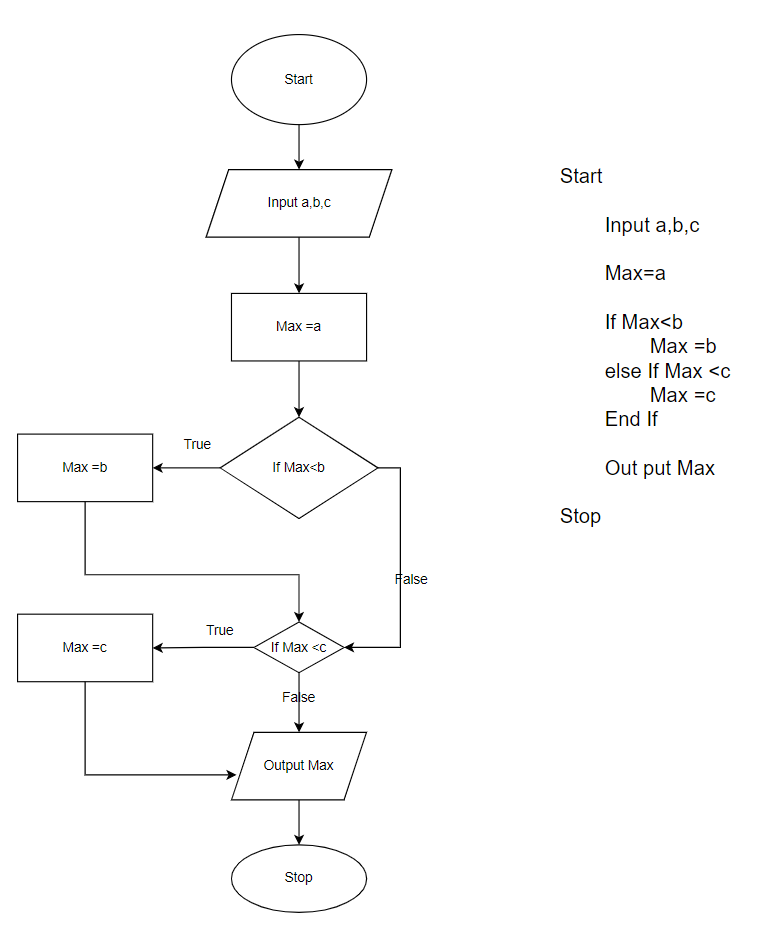 Start
Input a,b,c
Max =a
If Max<b
True
Max =b
False
If Max <c
True
Max =c
False
Output Max
Stop
Start
Input a,b,c
Max=a
If Max<b
Max =b
else If Max <c
Max =c
End If
Out put Max
Stop